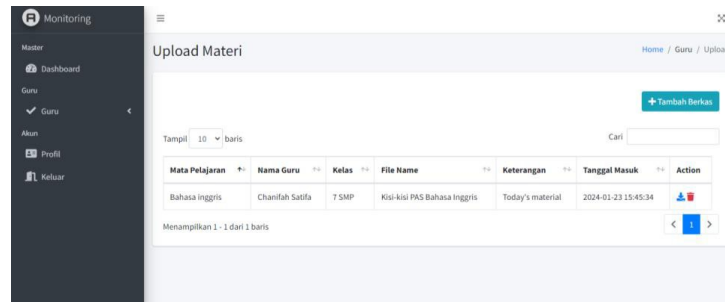 Monitoring
Master
Dashboard
Guru
Guru
Akun
Profil
Keluar
Upload Materi
Home / Guru / Uploa
Tambah Berkas
Tampil 10 baris
Cari
Mata Pelajaran Nama Guru Kelas File Name Keterangan Tanggal Masuk Action
Bahasa inggris Chanifah Satifa 7 SMP Kisi-kisi PAS Bahasa Inggris Today's material 2024-01-23 15:45:34
Menampilkan 1 - 1 dari 1 baris
1